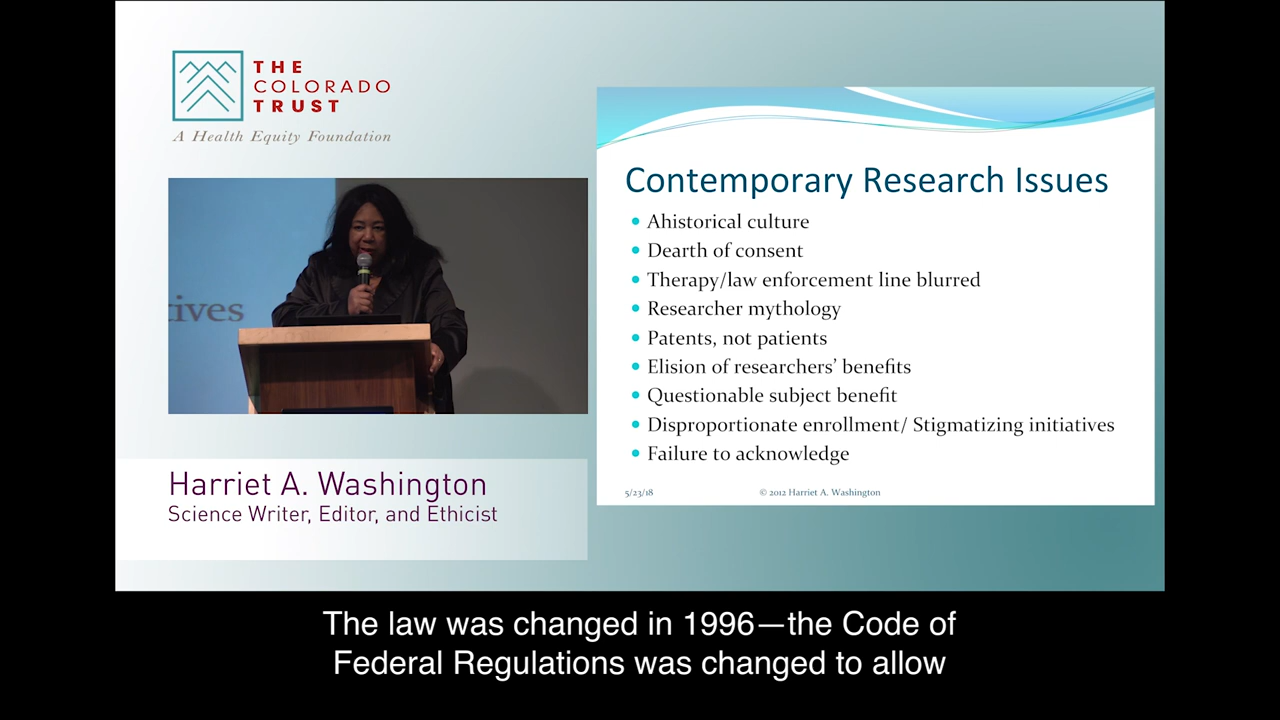 THE
COLORADO
TRUST
A Health Equity Foundation
tives
Harriet A. Washington
Science Writer, Editor, and Ethicist
Contemporary Research Issues
Ahistorical culture
Dearth of consent
Therapy/law enforcement line blurred
Researcher mythology
Patents, not patients
Elision of researchers’ benefits
Questionable subject benefit
Disproportionate enrollment/ Stigmatizing initiatives
Failure to acknowledge
5/23/18
© 2012 Harriet A. Washington
The law was changed in 1996—the Code of
Federal Regulations was changed to allow